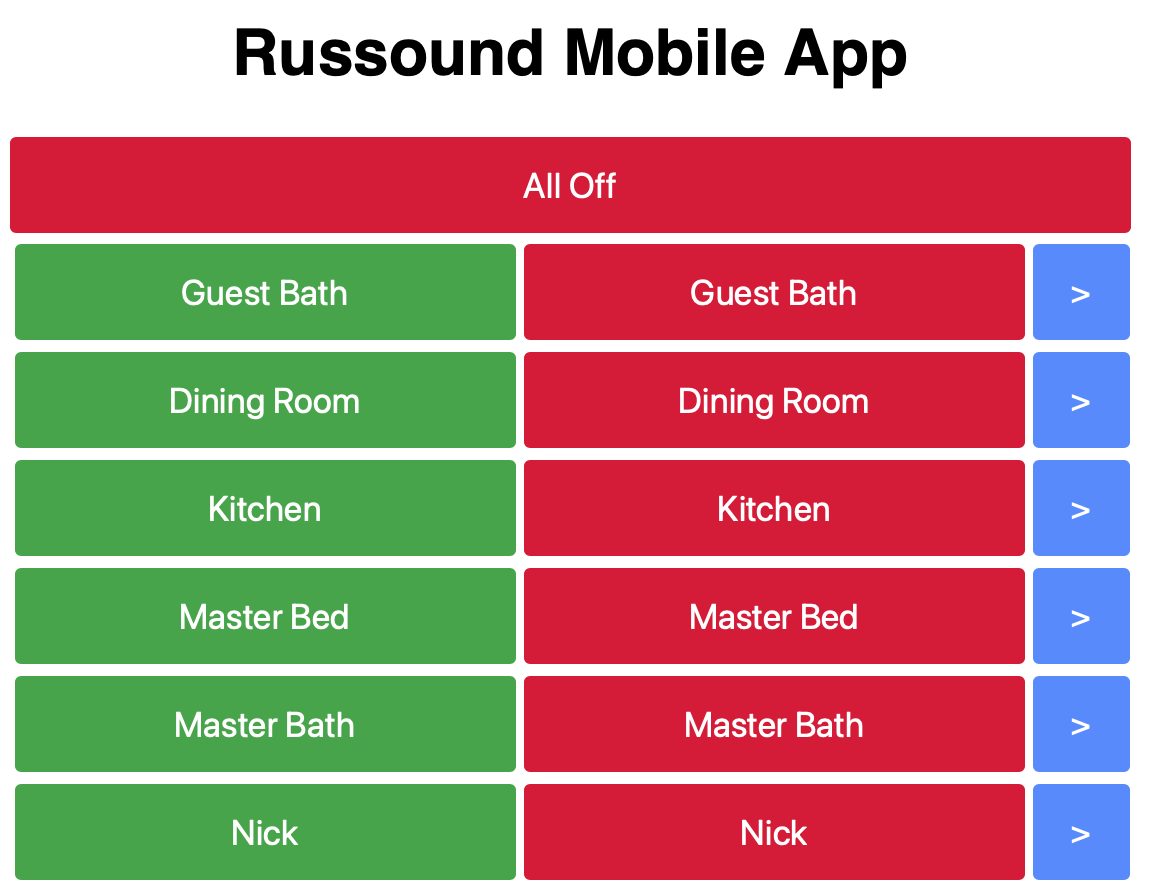 Russound Mobile App
All Off
Guest Bath Guest Bath >
Dining Room Dining Room >
Kitchen Kitchen >
Master Bed Master Bed >
Master Bath Master Bath >
Nick Nick >